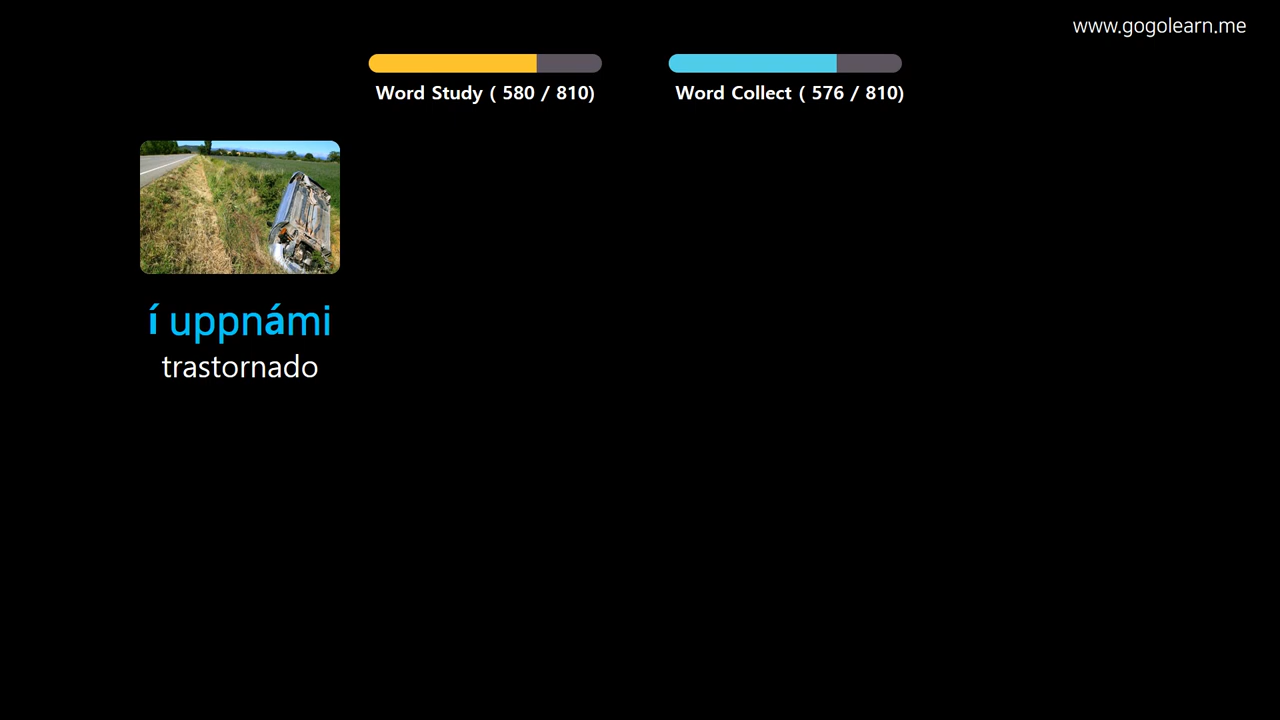 www.gogolearn.me
Word Study ( 580 / 810)
Word Collect ( 576 / 810)
í uppnámi
trastornado